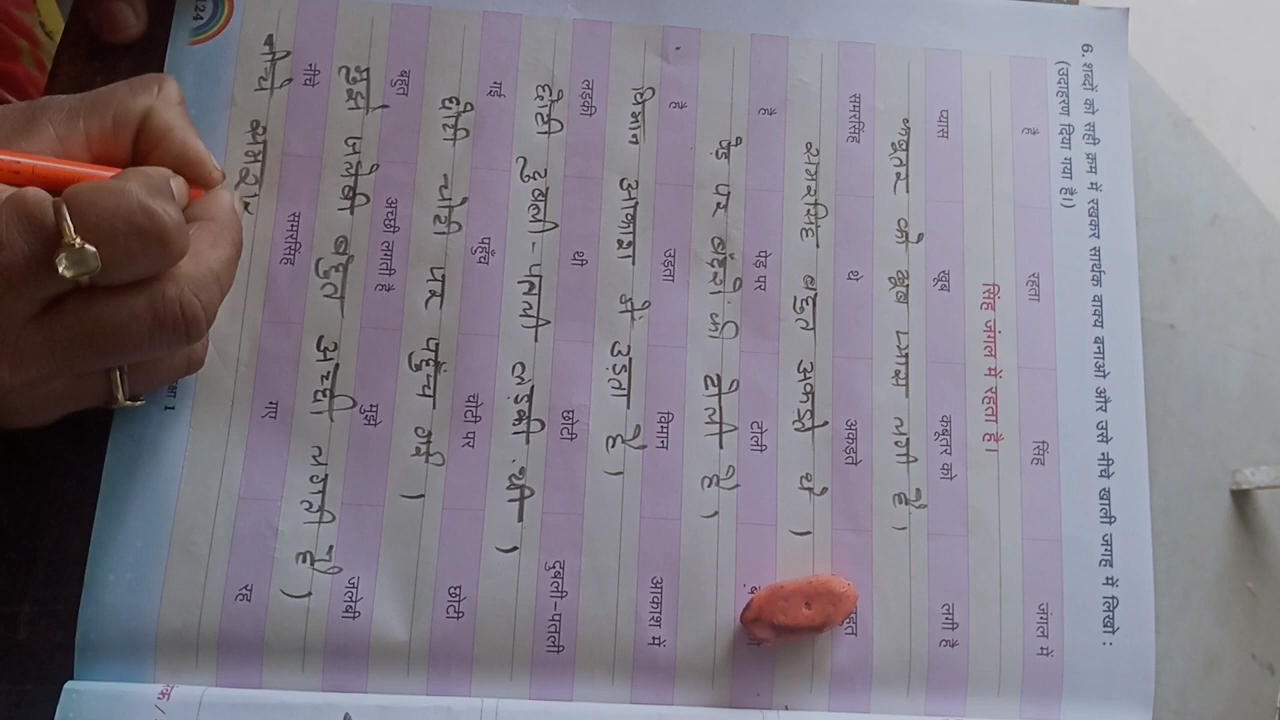 6. शब्दों को सही क्रम में रखकर सार्थक वाक्य बनाओ और उसे नीचे खाली जगह में लिखो :
(उदाहरण दिया गया है।)
है रहता सिंह जंगल में
सिंह जंगल में रहता है।
प्यास खूब कबूतर को लगी है
कबूतर को खूब प्यास लगी है।
समरसिंह थे अकड़ते
समरसिंह बहुत अकड़ते थे।
है पेड़ पर टोली
पेड़ पर बंदरों की टोली है।
है उड़ता विमान आकाश में
विमान आकाश में उड़ता है।
लड़की थी छोटी दुबली-पतली
छोटी दुबली-पतली लड़की थी।
गई पहुँच चोटी पर छोटी
छोटी चोटी पर पहुँच गई।
बहुत अच्छी लगती है मुझे जलेबी
मुझे जलेबी बहुत अच्छी लगती है।
नीचे समरसिंह गए रह
नीचे
124